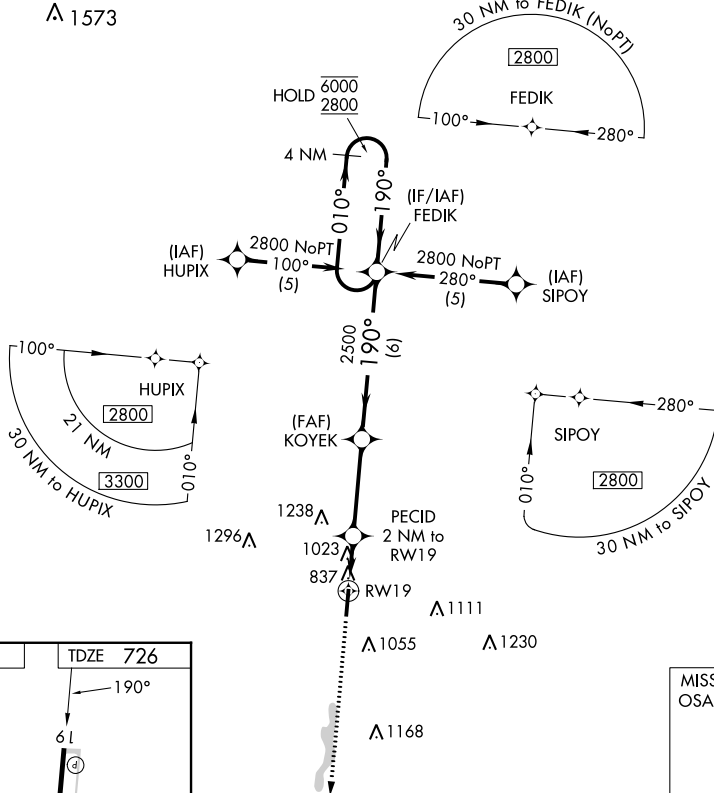 1573
30 NM to FEDIK (NoPT)
2800
FEDIK
100°
280°
HOLD 6000
2800
4 NM
010°
190°
(IF/IAF)
FEDIK
(IAF)
HUPIX
2800 NoPT
100°
(5)
2800 NoPT
280°
(5)
(IAF)
SIPOY
2500
190°
(6)
100°
HUPIX
2800
21 NM
3300
30 NM to HUPIX
010°
(FAF)
KOYEK
280°
SIPOY
2800
010°
30 NM to SIPOY
1238
1296
PECID
2 NM to
RW19
1023
837
RW19
1111
1055
1230
1168
TDZE 726
190°
19
P
MISS
OSA